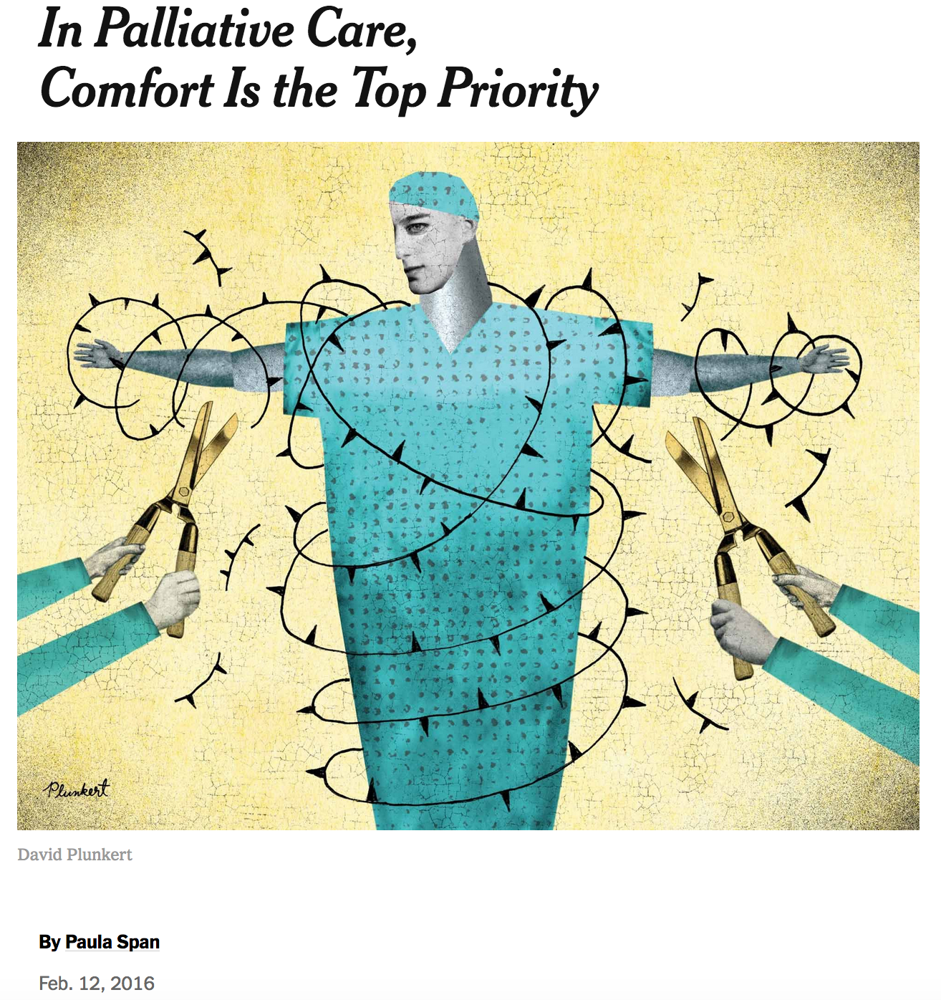 In Palliative Care,
Comfort Is the Top Priority
Plunkert
David Plunkert
By Paula Span
Feb. 12, 2016